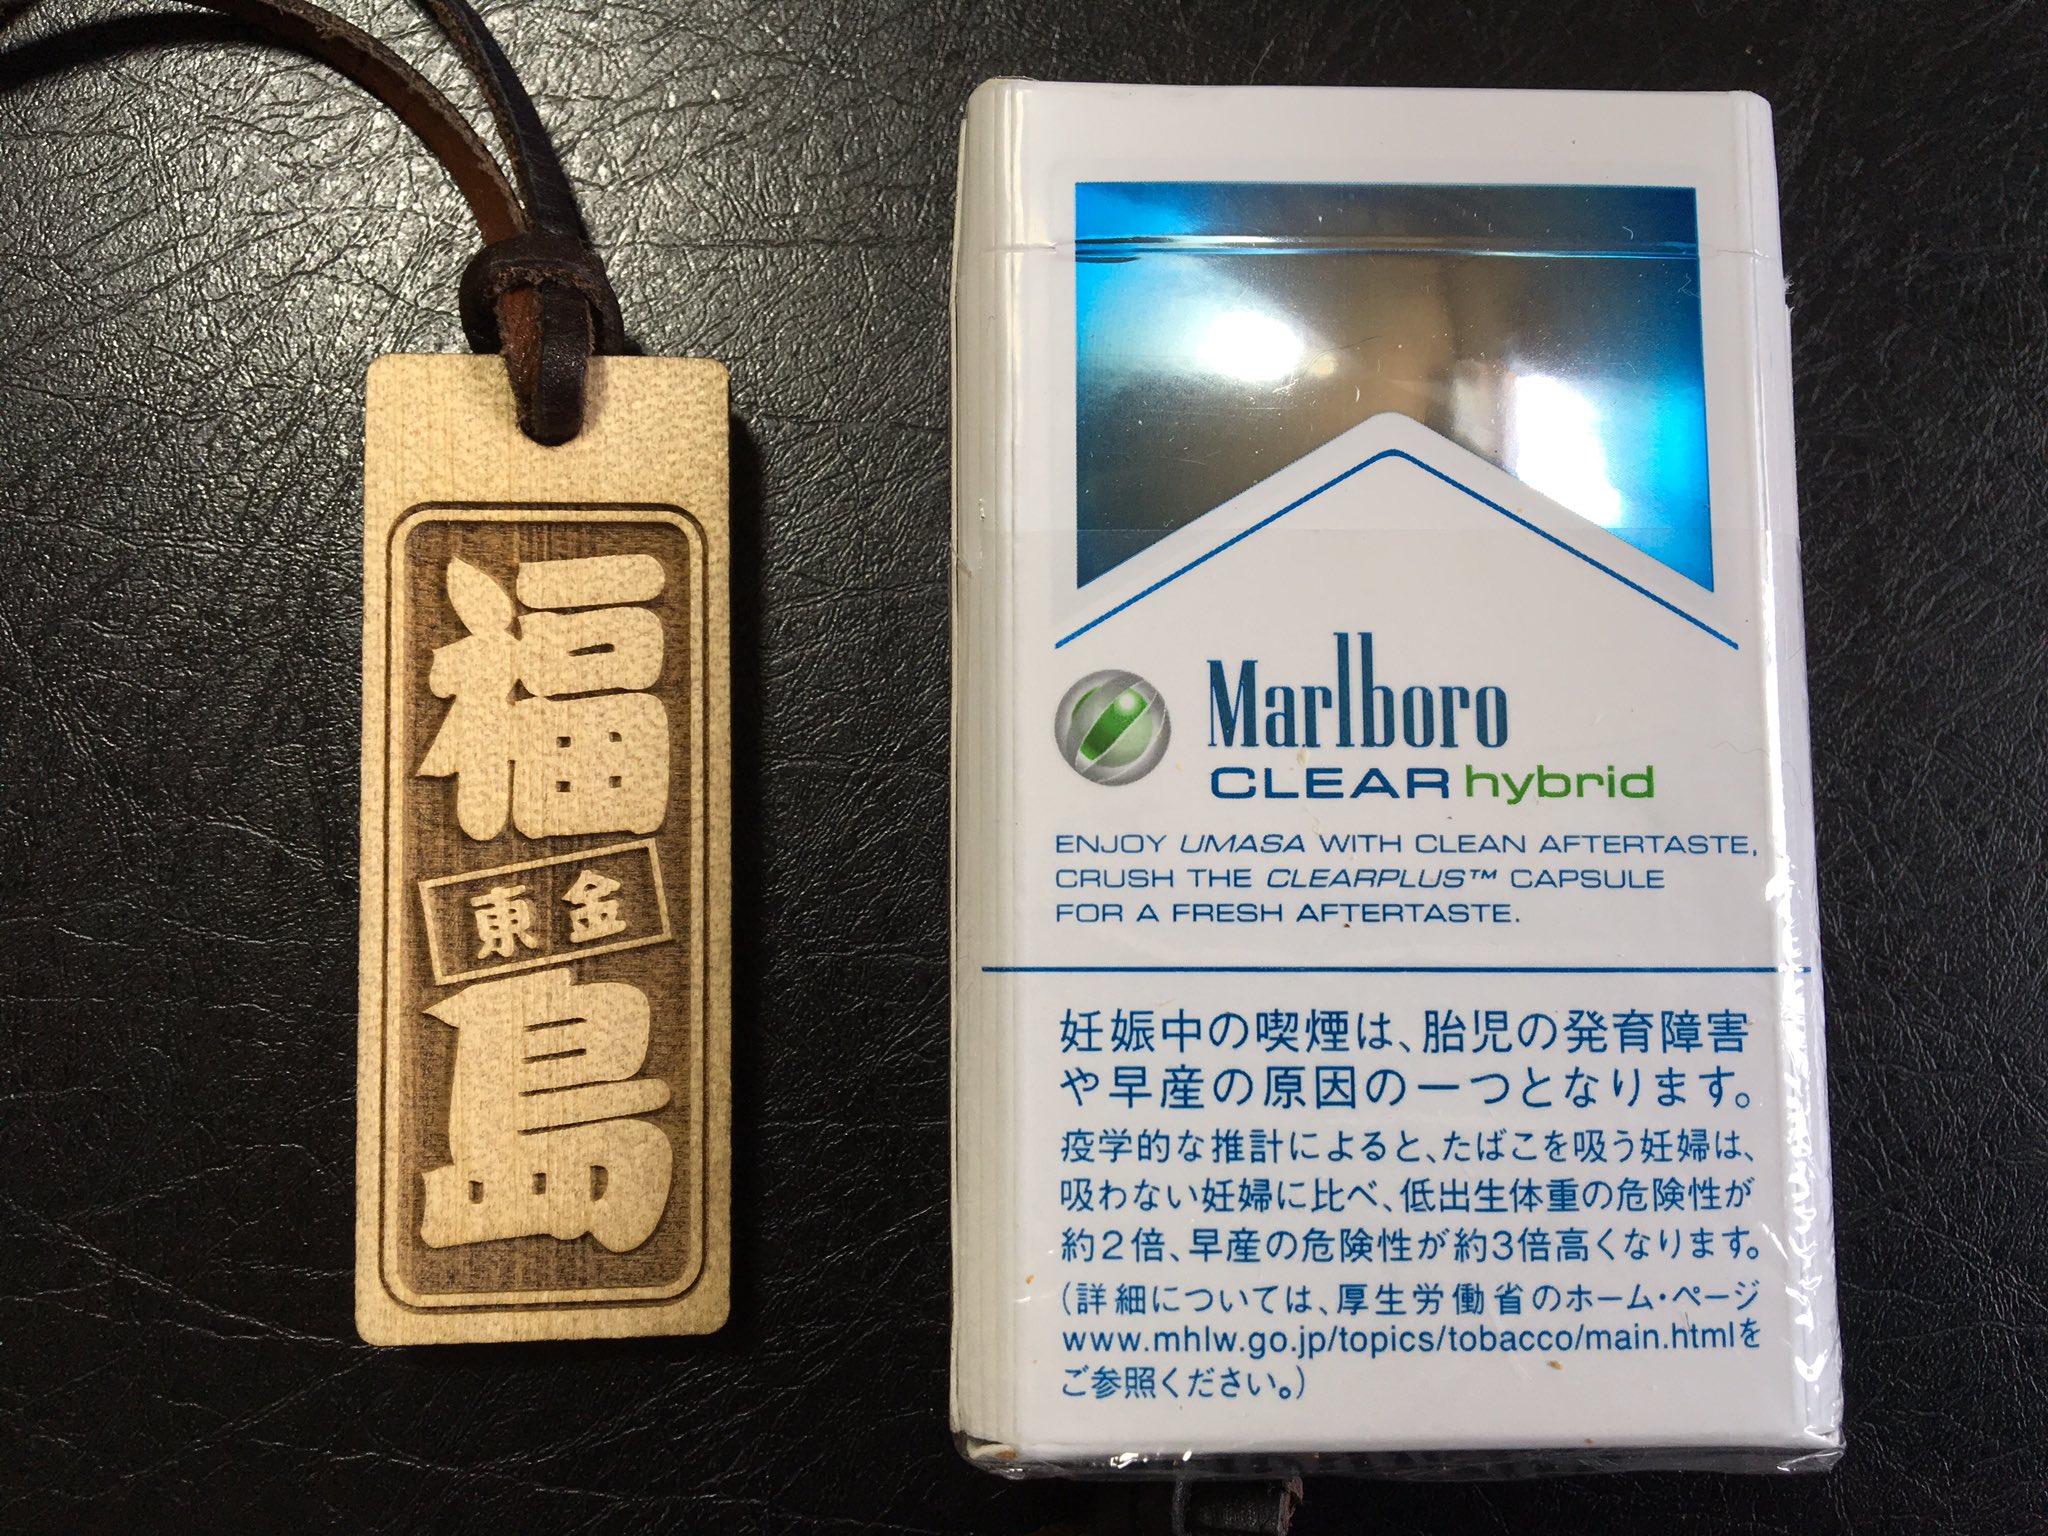 福
東金
島
Marlboro
CLEAR hybrid
ENJOY UMASA WITH CLEAN AFTERTASTE,
CRUSH THE CLEARPLUS™ CAPSULE
FOR A FRESH AFTERTASTE.
妊娠中の喫煙は、胎児の発育障害
や早産の原因の一つとなります。
疫学的な推計によると、たばこを吸う妊婦は、
吸わない妊婦に比べ、低出生体重の危険性が
約2倍、早産の危険性が約3倍高くなります。
(詳細については、厚生労働省のホーム・ページ
www.mhlw.go.jp/topics/tobacco/main.htmlを
ご参照ください。)